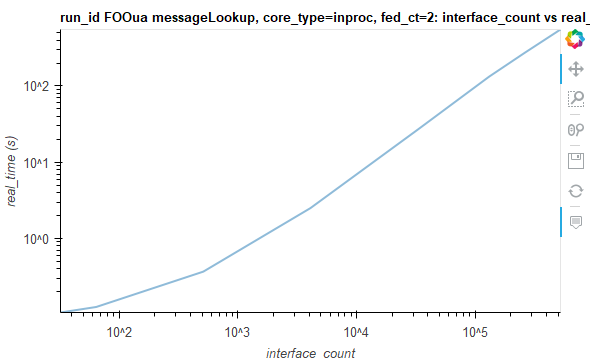 run_id FOOua messageLookup, core_type=inproc, fed_ct=2: interface_count vs real_
10^2
10^1
10^0
real_time (s)
10^2 10^3 10^4 10^5
interface_count